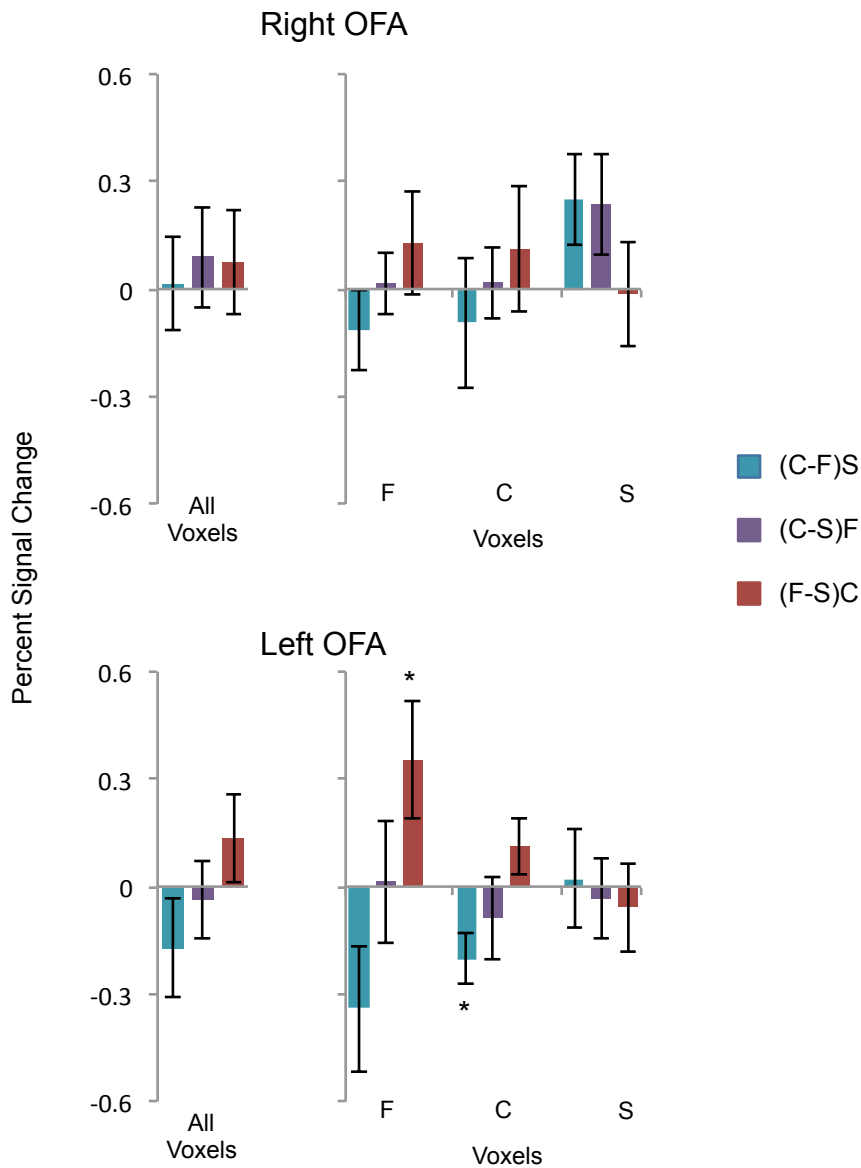 Right OFA
0.6
0.3
0
-0.3
-0.6
All
Voxels
F C S
Voxels
Percent Signal Change
(C-F)S
(C-S)F
(F-S)C
Left OFA
0.6
0.3
0
-0.3
-0.6
*
*
All
Voxels
F C S
Voxels